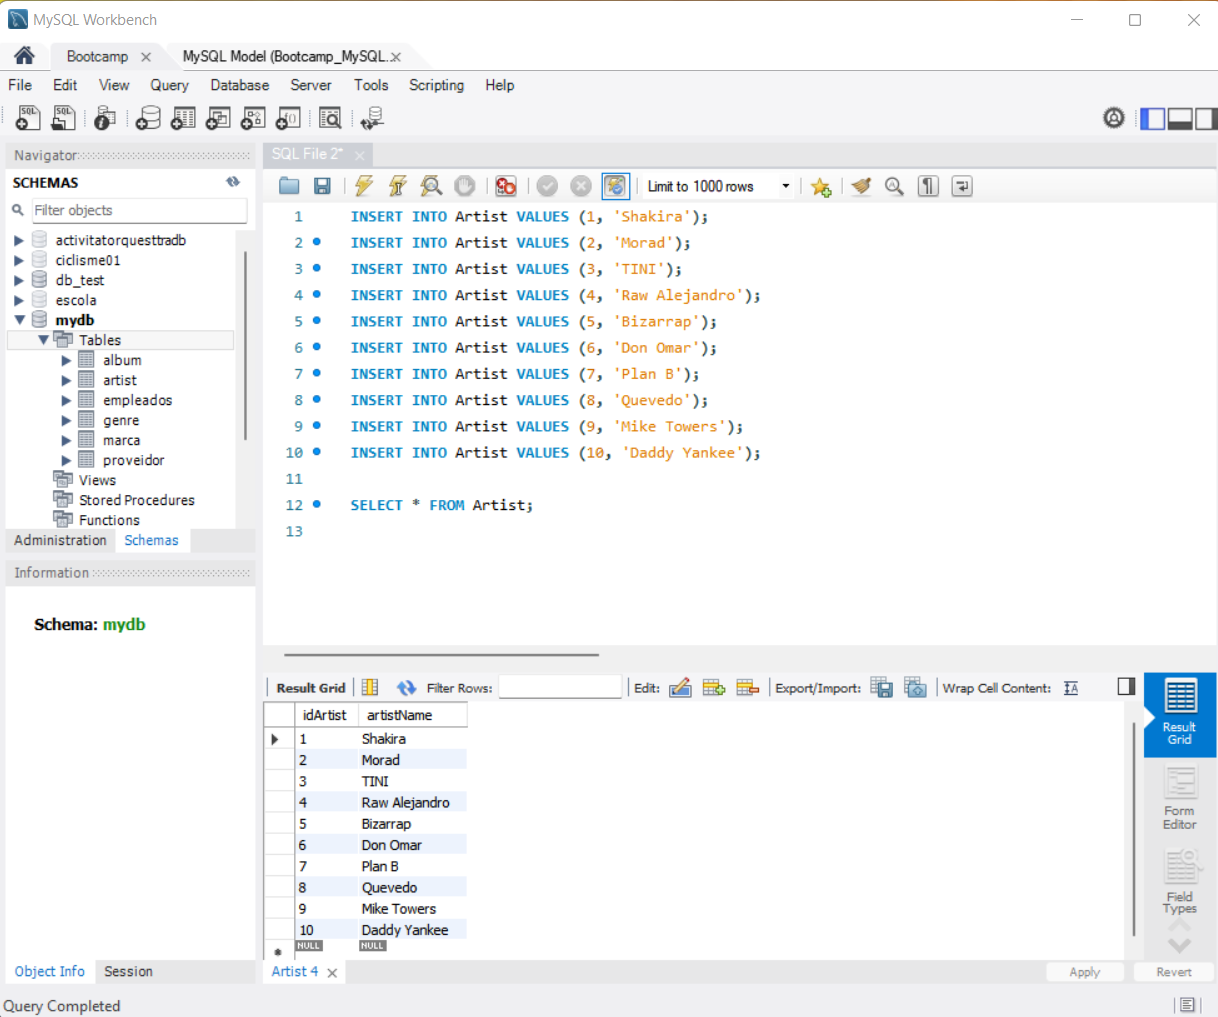 MySQL Workbench
Bootcamp
MySQL Model (Bootcamp_MySQL.
File Edit View Query Database Server Tools Scripting Help
Navigator
SCHEMAS
Filter objects
activitatorquesttradb
ciclisme01
db_test
escola
mydb
Tables
album
artist
empleados
genre
marca
proveidor
Views
Stored Procedures
Functions
Administration Schemas
Information
Schema: mydb
Object Info Session
SQL File 2*
Limit to 1000 rows
1 INSERT INTO Artist VALUES (1, 'Shakira');
2 INSERT INTO Artist VALUES (2, 'Morad');
3 INSERT INTO Artist VALUES (3, 'TINI');
4 INSERT INTO Artist VALUES (4, 'Raw Alejandro');
5 INSERT INTO Artist VALUES (5, 'Bizarrap');
6 INSERT INTO Artist VALUES (6, 'Don Omar');
7 INSERT INTO Artist VALUES (7, 'Plan B');
8 INSERT INTO Artist VALUES (8, 'Quevedo');
9 INSERT INTO Artist VALUES (9, 'Mike Towers');
10 INSERT INTO Artist VALUES (10, 'Daddy Yankee');
11
12 SELECT * FROM Artist;
13
Result Grid Filter Rows: Edit: Export/Import: Wrap Cell Content:
idArtist artistName
1 Shakira
2 Morad
3 TINI
4 Raw Alejandro
5 Bizarrap
6 Don Omar
7 Plan B
8 Quevedo
9 Mike Towers
10 Daddy Yankee
NULL NULL
Result
Grid
Form
Editor
Field
Types
Artist 4
Apply Revert
Query Completed